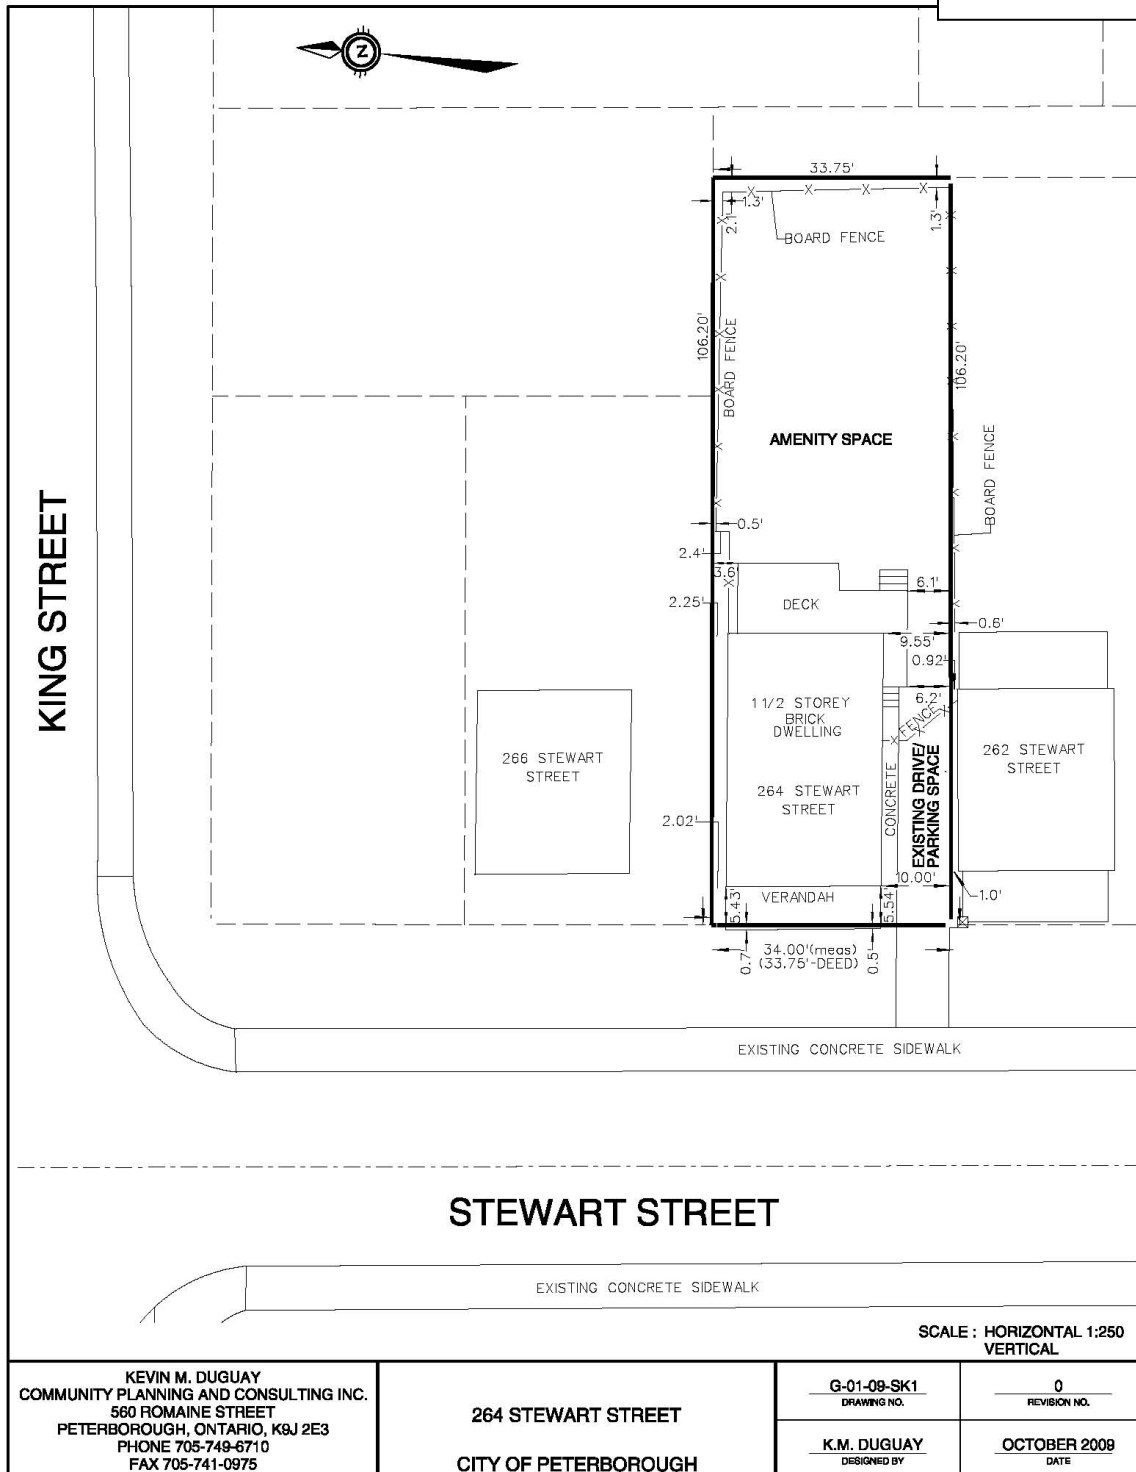 Z
33.75'
1.3'
2.1'
1.3'
BOARD FENCE
106.20'
BOARD FENCE
106.20'
AMENITY SPACE
BOARD FENCE
0.5'
2.4'
3.6'
6.1'
2.25'
DECK
0.6'
9.55'
0.92'
6.2'
KING STREET
1 1/2 STOREY
BRICK
DWELLING
FENCE
266 STEWART
STREET
264 STEWART
STREET
CONCRETE
EXISTING DRIVE/
PARKING SPACE
262 STEWART
STREET
2.02'
10.00'
5.43'
VERANDAH
5.54'
1.0'
0.7'
34.00'(meas)
(33.75'-DEED)
0.5'
EXISTING CONCRETE SIDEWALK
STEWART STREET
EXISTING CONCRETE SIDEWALK
SCALE : HORIZONTAL 1:250
VERTICAL
KEVIN M. DUGUAY
COMMUNITY PLANNING AND CONSULTING INC.
560 ROMAINE STREET
PETERBOROUGH, ONTARIO, K9J 2E3
PHONE 705-749-6710
FAX 705-741-0975
264 STEWART STREET
CITY OF PETERBOROUGH
G-01-09-SK1
DRAWING NO.
0
REVISION NO.
K.M. DUGUAY
DESIGNED BY
OCTOBER 2009
DATE